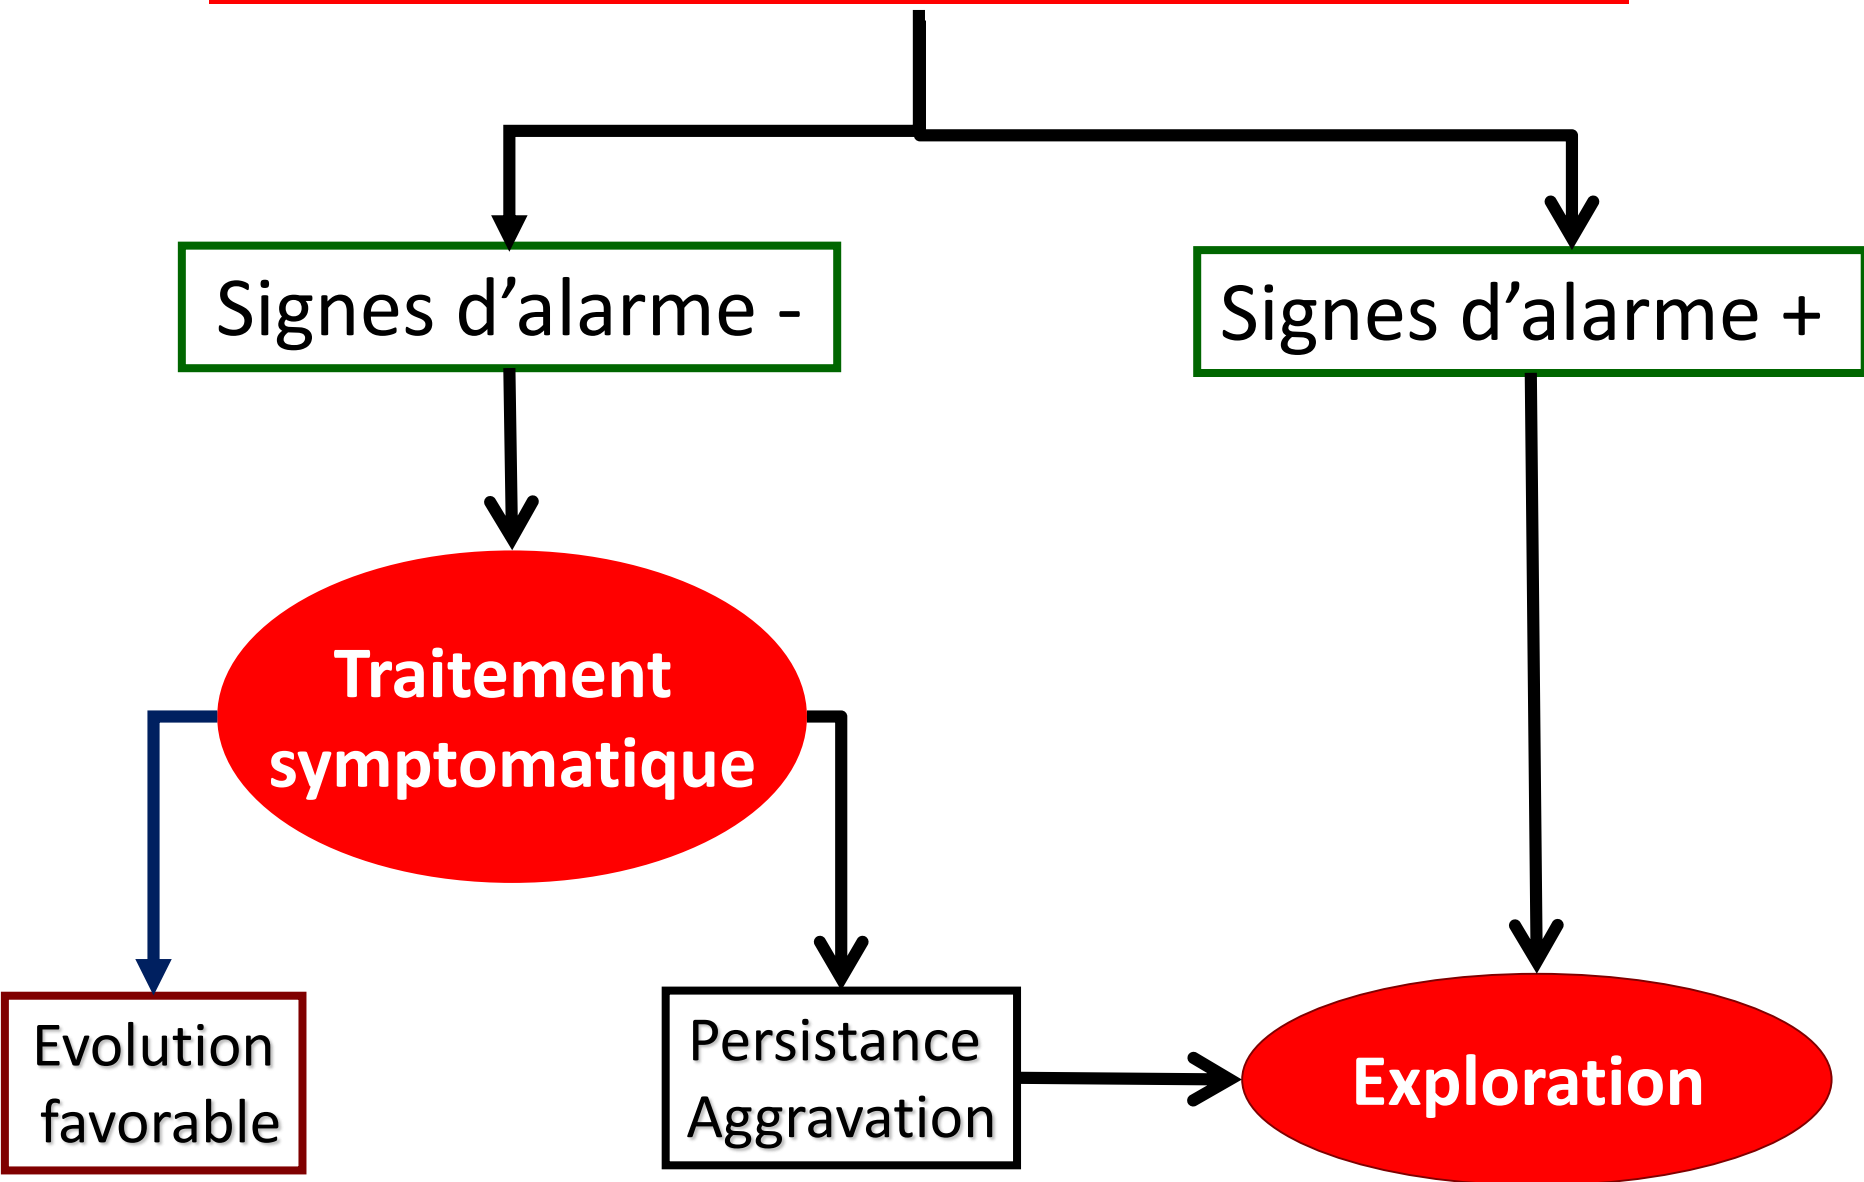 Signes d’alarme -
Signes d’alarme +
Traitement
symptomatique
Evolution
favorable
Persistance
Aggravation
Exploration